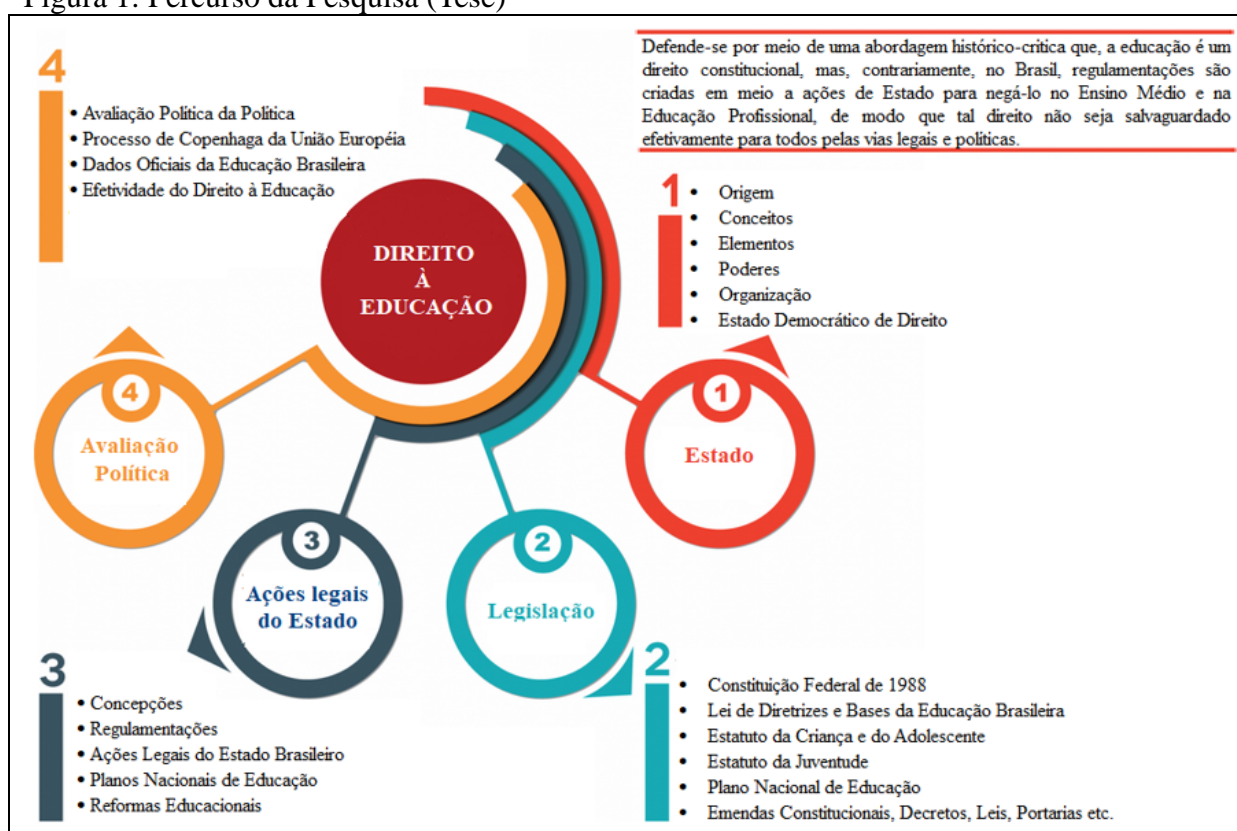 Figura 1: Percurso da Pesquisa (Tese)
Defende-se por meio de uma abordagem histórico-critica que, a educação é um
direito constitucional, mas, contrariamente, no Brasil, regulamentações são
criadas em meio a ações de Estado para negá-lo no Ensino Médio e na
Educação Profissional, de modo que tal direito não seja salvaguardado
efetivamente para todos pelas vias legais e políticas.
4
• Avaliação Política da Política
• Processo de Copenhaga da União Européia
• Dados Oficiais da Educação Brasileira
• Efetividade do Direito à Educação
1
• Origem
• Conceitos
• Elementos
• Poderes
• Organização
• Estado Democrático de Direito
DIREITO
À
EDUCAÇÃO
4
Avaliação
Política
1
Estado
3
Ações legais
do Estado
2
Legislação
3
• Concepções
• Regulamentações
• Ações Legais do Estado Brasileiro
• Planos Nacionais de Educação
• Reformas Educacionais
2
• Constituição Federal de 1988
• Lei de Diretrizes e Bases da Educação Brasileira
• Estatuto da Criança e do Adolescente
• Estatuto da Juventude
• Plano Nacional de Educação
• Emendas Constitucionais, Decretos, Leis, Portarias etc.